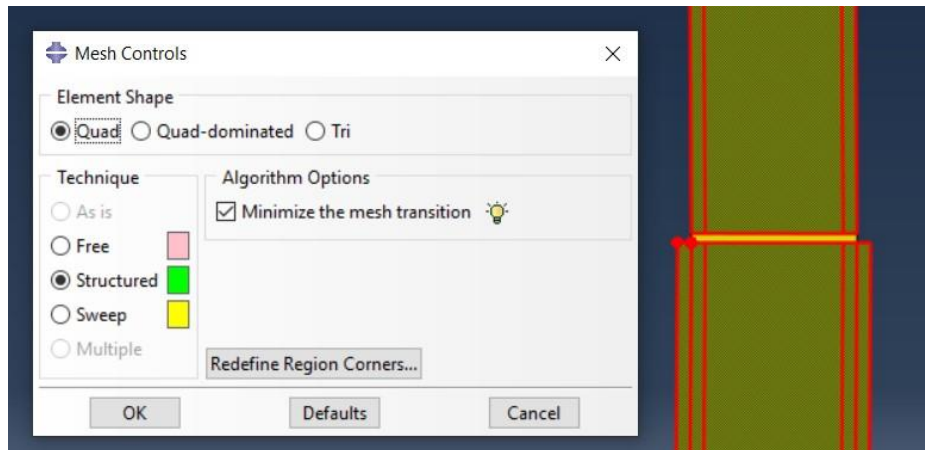 Mesh Controls
Element Shape
Quad Quad-dominated Tri
Technique
As is
Free
Structured
Sweep
Multiple
Algorithm Options
Minimize the mesh transition
Redefine Region Corners...
OK Defaults Cancel